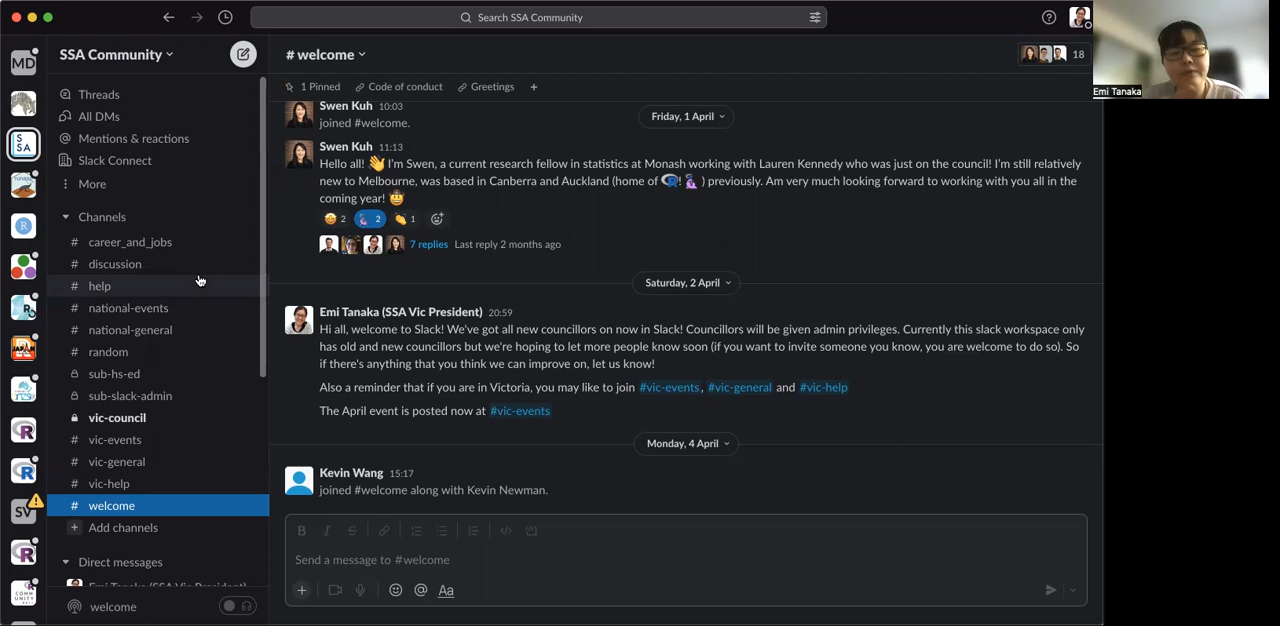 Search SSA Community
MD
SSA Community
# welcome
18
Emi Tanaka
1 Pinned
Code of conduct
Greetings
+
Threads
All DMs
Mentions & reactions
Slack Connect
More
S
SA
Channels
# career_and_jobs
# discussion
# help
# national-events
# national-general
# random
sub-hs-ed
sub-slack-admin
vic-council
# vic-events
# vic-general
# vic-help
# welcome
+ Add channels
Direct messages
Emi Tanaka (SSA Vic President)
welcome
R
R
R
SV
R
Swen Kuh 10:03
joined #welcome.
Friday, 1 April
Swen Kuh 11:13
Hello all! I'm Swen, a current research fellow in statistics at Monash working with Lauren Kennedy who was just on the council! I'm still relatively
new to Melbourne, was based in Canberra and Auckland (home of ! ) previously. Am very much looking forward to working with you all in the
coming year!
2 2 1
7 replies Last reply 2 months ago
Saturday, 2 April
Emi Tanaka (SSA Vic President) 20:59
Hi all, welcome to Slack! We've got all new councillors on now in Slack! Councillors will be given admin privileges. Currently this slack workspace only
has old and new councillors but we're hoping to let more people know soon (if you want to invite someone you know, you are welcome to do so). So
if there's anything that you think we can improve on, let us know!
Also a reminder that if you are in Victoria, you may like to join #vic-events, #vic-general and #vic-help
The April event is posted now at #vic-events
Monday, 4 April
Kevin Wang 15:17
joined #welcome along with Kevin Newman.
B I S
Send a message to #welcome
+ @ Aa